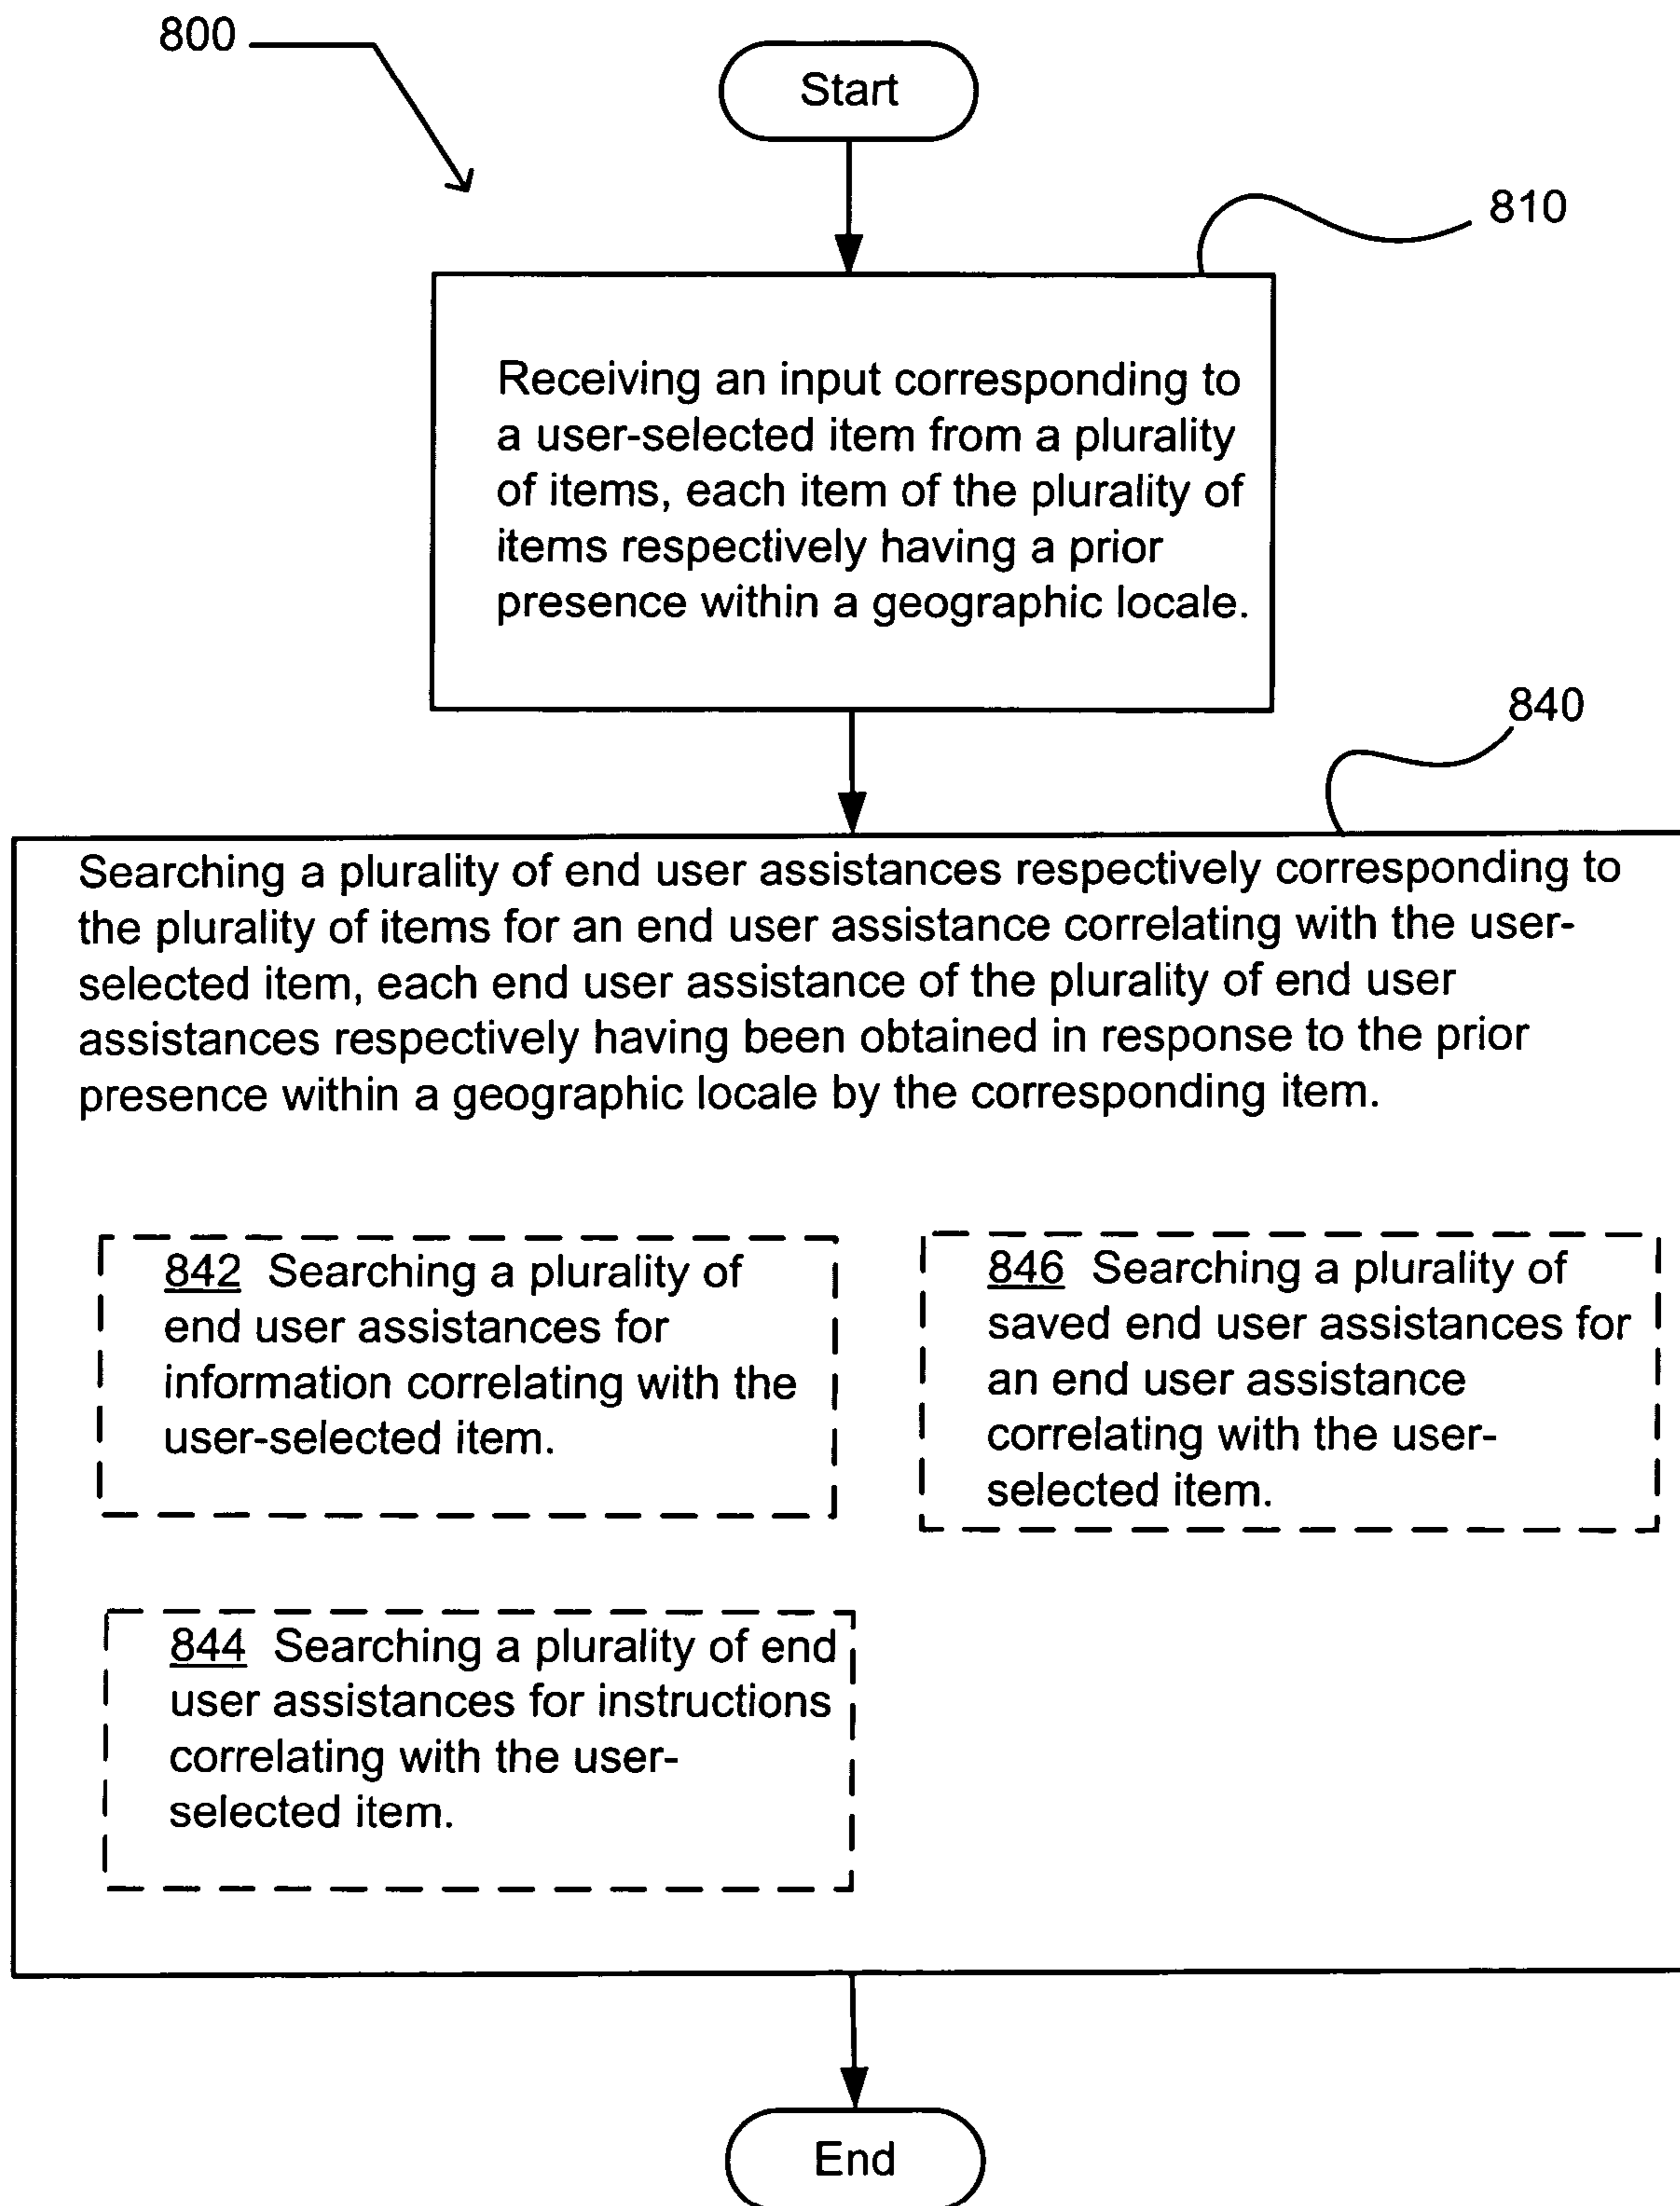 800
Start
810
Receiving an input corresponding to
a user-selected item from a plurality
of items, each item of the plurality of
items respectively having a prior
presence within a geographic locale.
840
Searching a plurality of end user assistances respectively corresponding to
the plurality of items for an end user assistance correlating with the user-
selected item, each end user assistance of the plurality of end user
assistances respectively having been obtained in response to the prior
presence within a geographic locale by the corresponding item.
842 Searching a plurality of
end user assistances for
information correlating with the
user-selected item.
846 Searching a plurality of
saved end user assistances for
an end user assistance
correlating with the user-
selected item.
844 Searching a plurality of end
user assistances for instructions
correlating with the user-
selected item.
End